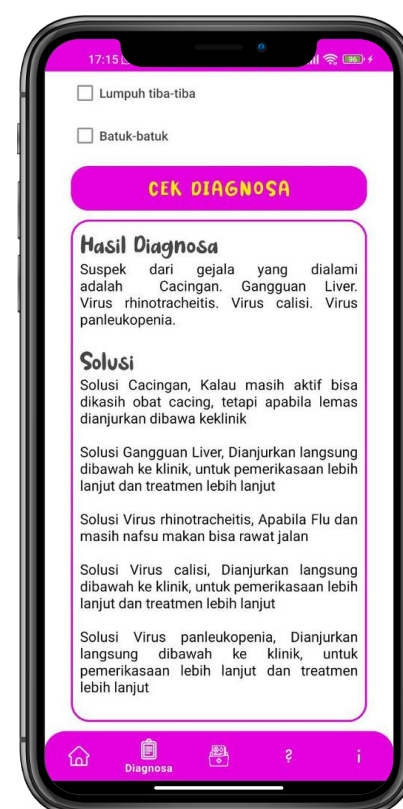 17:15
96
Lumpuh tiba-tiba
Batuk-batuk
CEK DIAGNOSA
Hasil Diagnosa
Suspek dari gejala yang dialami
adalah Cacingan. Gangguan Liver.
Virus rhinotracheitis. Virus calisi. Virus
panleukopenia.
Solusi
Solusi Cacingan, Kalau masih aktif bisa
dikasih obat cacing, tetapi apabila lemas
dianjurkan dibawa keklinik
Solusi Gangguan Liver, Dianjurkan langsung
dibawah ke klinik, untuk pemerikasaan lebih
lanjut dan treatmen lebih lanjut
Solusi Virus rhinotracheitis, Apabila Flu dan
masih nafsu makan bisa rawat jalan
Solusi Virus calisi, Dianjurkan langsung
dibawah ke klinik, untuk pemerikasaan lebih
lanjut dan treatmen lebih lanjut
Solusi Virus panleukopenia, Dianjurkan
langsung dibawah ke klinik, untuk
pemerikasaan lebih lanjut dan treatmen
lebih lanjut
Diagnosa
?
i